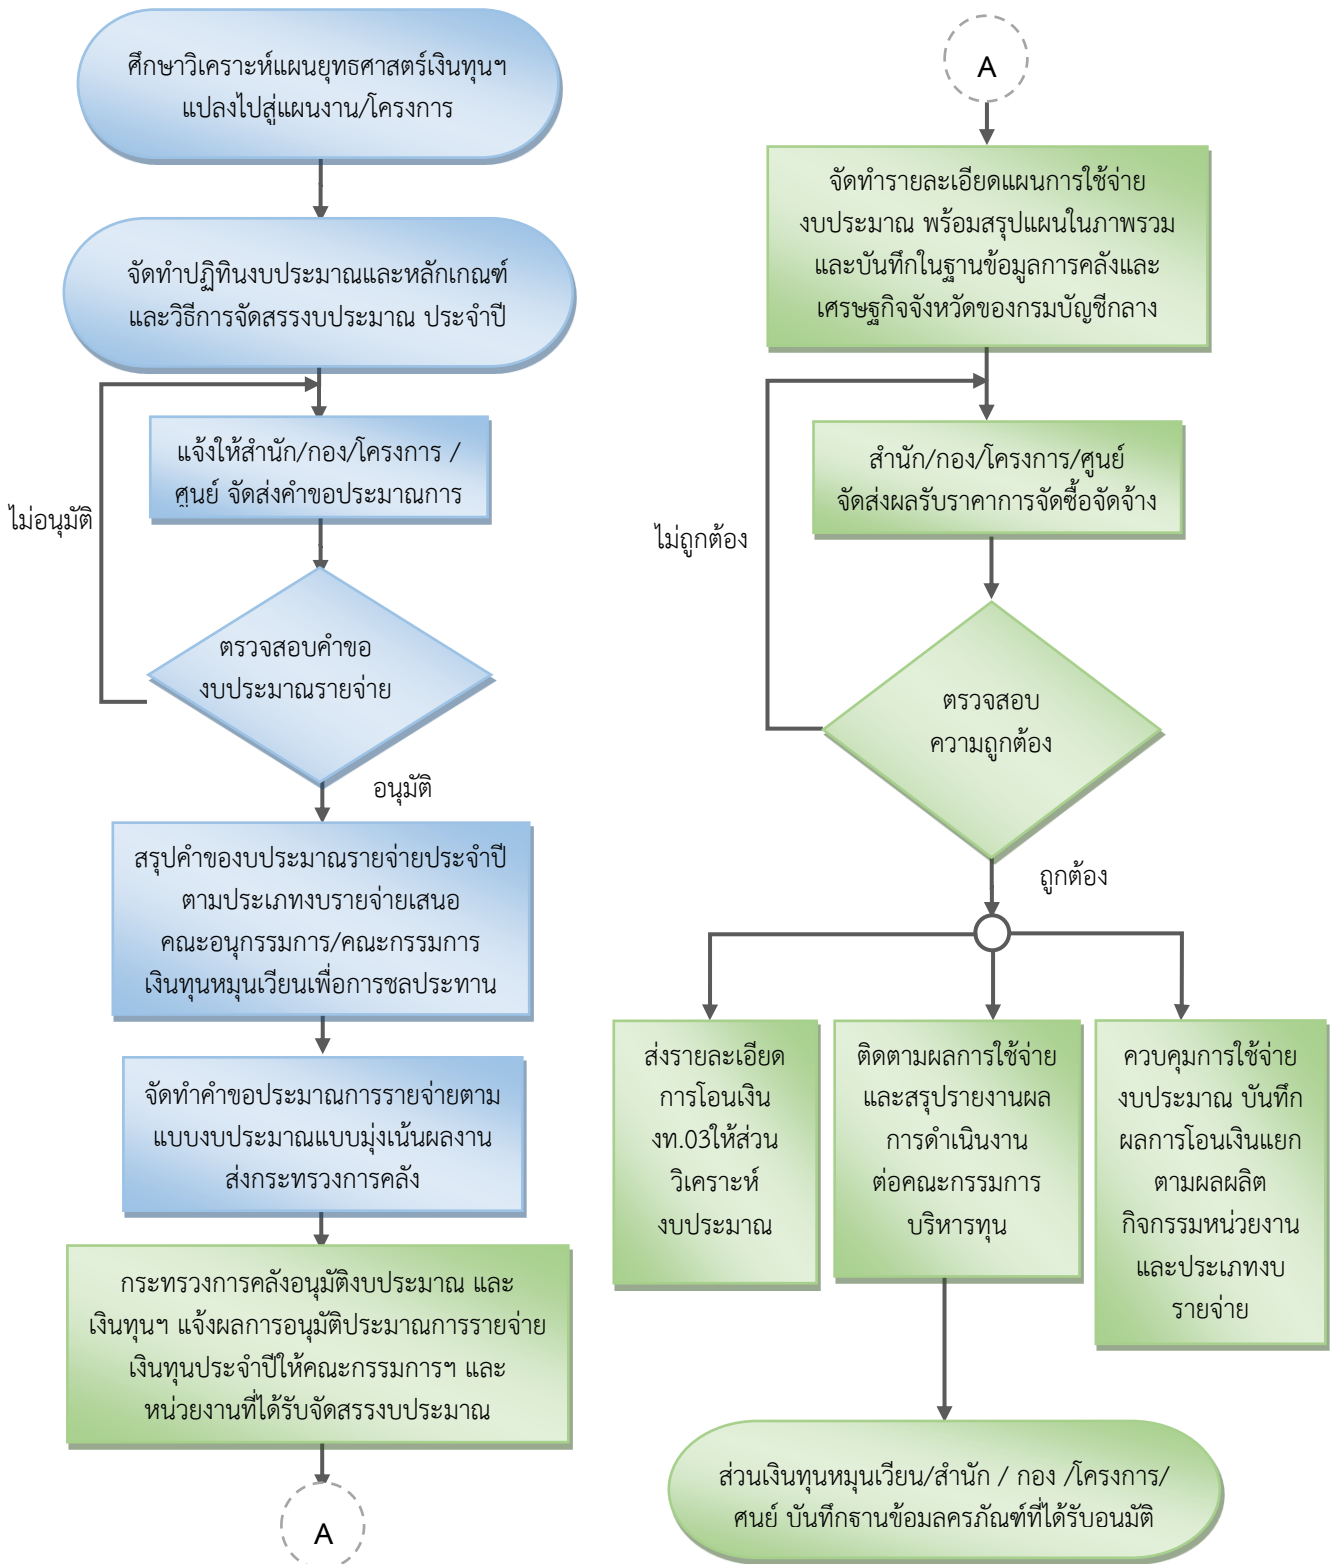 ศึกษาวิเคราะห์แผนยุทธศาสตร์เงินทุนฯ
แปลงไปสู่แผนงาน/โครงการ
จัดทำปฏิทินงบประมาณและหลักเกณฑ์
และวิธีการจัดสรรงบประมาณ ประจำปี
แจ้งให้สำนัก/กอง/โครงการ /
ศูนย์ จัดส่งคำขอประมาณการ
ไม่อนุมัติ
ตรวจสอบคำขอ
งบประมาณรายจ่าย
อนุมัติ
สรุปคำของบประมาณรายจ่ายประจำปี
ตามประเภทงบรายจ่ายเสนอ
คณะอนุกรรมการ/คณะกรรมการ
เงินทุนหมุนเวียนเพื่อการชลประทาน
จัดทำคำขอประมาณการรายจ่ายตาม
แบบงบประมาณแบบมุ่งเน้นผลงาน
ส่งกระทรวงการคลัง
กระทรวงการคลังอนุมัติงบประมาณ และ
เงินทุนฯ แจ้งผลการอนุมัติประมาณการรายจ่าย
เงินทุนประจำปีให้คณะกรรมการฯ และ
หน่วยงานที่ได้รับจัดสรรงบประมาณ
A
A
จัดทำรายละเอียดแผนการใช้จ่าย
งบประมาณ พร้อมสรุปแผนในภาพรวม
และบันทึกในฐานข้อมูลการคลังและ
เศรษฐกิจจังหวัดของกรมบัญชีกลาง
สำนัก/กอง/โครงการ/ศูนย์
จัดส่งผลรับราคาการจัดซื้อจัดจ้าง
ไม่ถูกต้อง
ตรวจสอบ
ความถูกต้อง
ถูกต้อง
ส่งรายละเอียด
การโอนเงิน
งท.03ให้ส่วน
วิเคราะห์
งบประมาณ
ติดตามผลการใช้จ่าย
และสรุปรายงานผล
การดำเนินงาน
ต่อคณะกรรมการ
บริหารทุน
ควบคุมการใช้จ่าย
งบประมาณ บันทึก
ผลการโอนเงินแยก
ตามผลผลิต
กิจกรรมหน่วยงาน
และประเภทงบ
รายจ่าย
ส่วนเงินทุนหมุนเวียน/สำนัก / กอง /โครงการ/
ศูนย์ บันทึกฐานข้อมูลครุภัณฑ์ที่ได้รับอนุมัติ